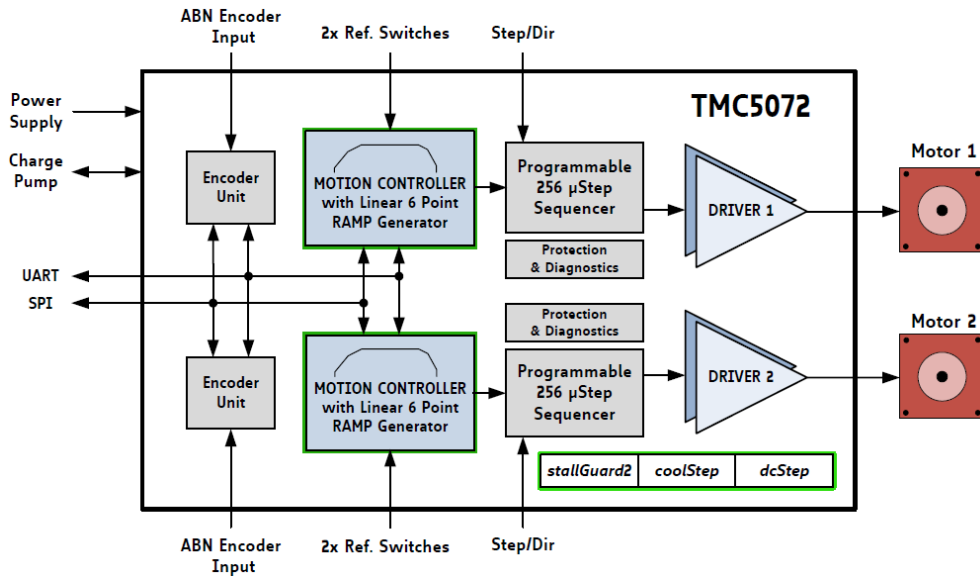 ABN Encoder
Input
2x Ref. Switches
Step/Dir
Power
Supply
Charge
Pump
TMC5072
Motor 1
Encoder
Unit
MOTION CONTROLLER
with Linear 6 Point
RAMP Generator
Programmable
256 µStep
Sequencer
DRIVER 1
Protection
& Diagnostics
UART
SPI
Protection
& Diagnostics
Motor 2
Encoder
Unit
MOTION CONTROLLER
with Linear 6 Point
RAMP Generator
Programmable
256 µStep
Sequencer
DRIVER 2
stallGuard2
coolStep
dcStep
ABN Encoder
Input
2x Ref. Switches
Step/Dir